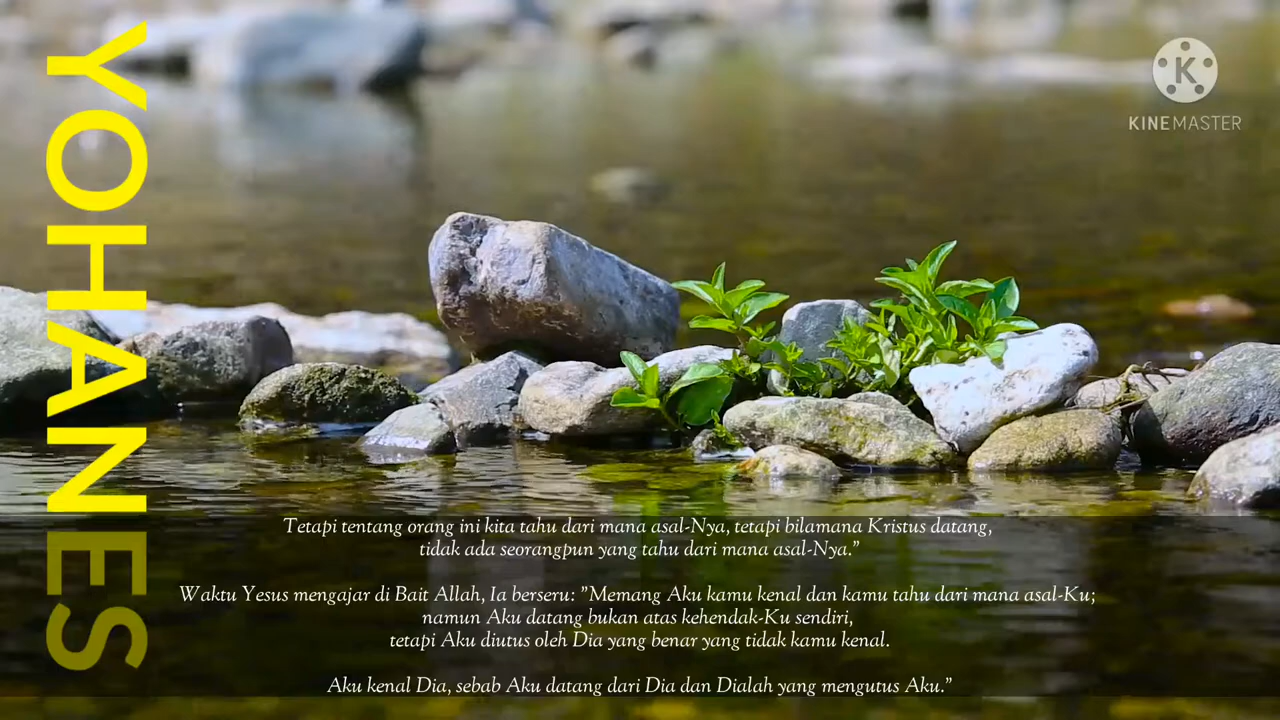 YOHANES
KINEMASTER
Tetapi tentang orang ini kita tahu dari mana asal-Nya, tetapi bilamana Kristus datang,
tidak ada seorangpun yang tahu dari mana asal-Nya.”
Waktu Yesus mengajar di Bait Allah, Ia berseru: ”Memang Aku kamu kenal dan kamu tahu dari mana asal-Ku;
namun Aku datang bukan atas kehendak-Ku sendiri,
tetapi Aku diutus oleh Dia yang benar yang tidak kamu kenal.
Aku kenal Dia, sebab Aku datang dari Dia dan Dialah yang mengutus Aku.”